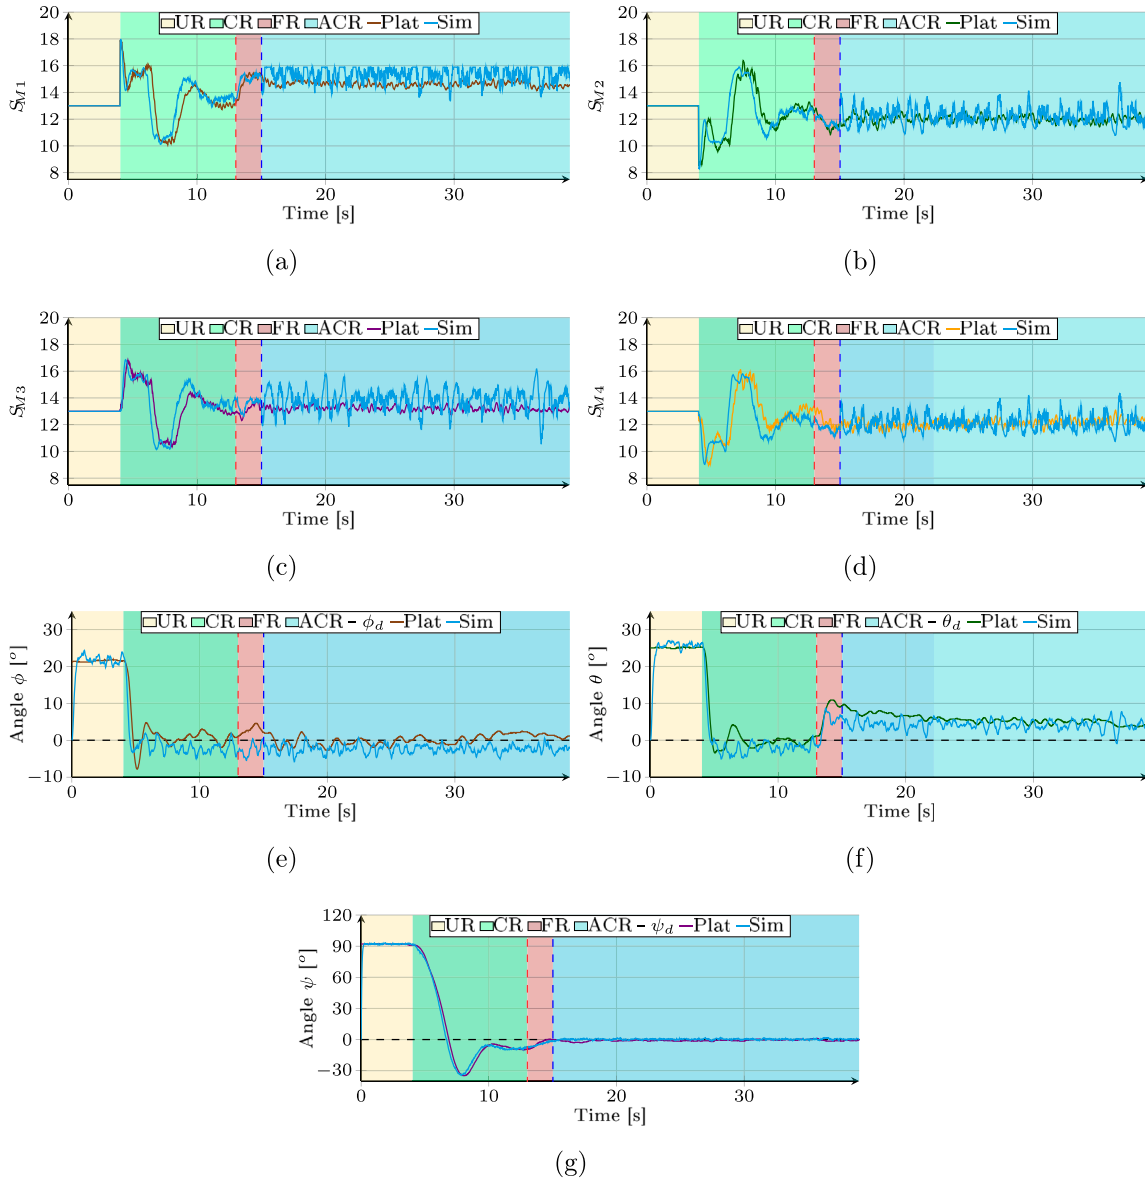 UR CR FR ACR Plat Sim
20
18
16
14
12
10
8
S_{M1}
0 10 20 30
Time [s]
(a)
UR CR FR ACR Plat Sim
20
18
16
14
12
10
8
S_{M2}
0 10 20 30
Time [s]
(b)
UR CR FR ACR Plat Sim
20
18
16
14
12
10
8
S_{M3}
0 10 20 30
Time [s]
(c)
UR CR FR ACR Plat Sim
20
18
16
14
12
10
8
S_{M4}
0 10 20 30
Time [s]
(d)
UR CR FR ACR ϕ_d Plat Sim
30
20
10
0
−10
Angle ϕ [°]
0 10 20 30
Time [s]
(e)
UR CR FR ACR θ_d Plat Sim
30
20
10
0
−10
Angle θ [°]
0 10 20 30
Time [s]
(f)
UR CR FR ACR ψ_d Plat Sim
120
90
60
30
0
−30
Angle ψ [°]
0 10 20 30
Time [s]
(g)